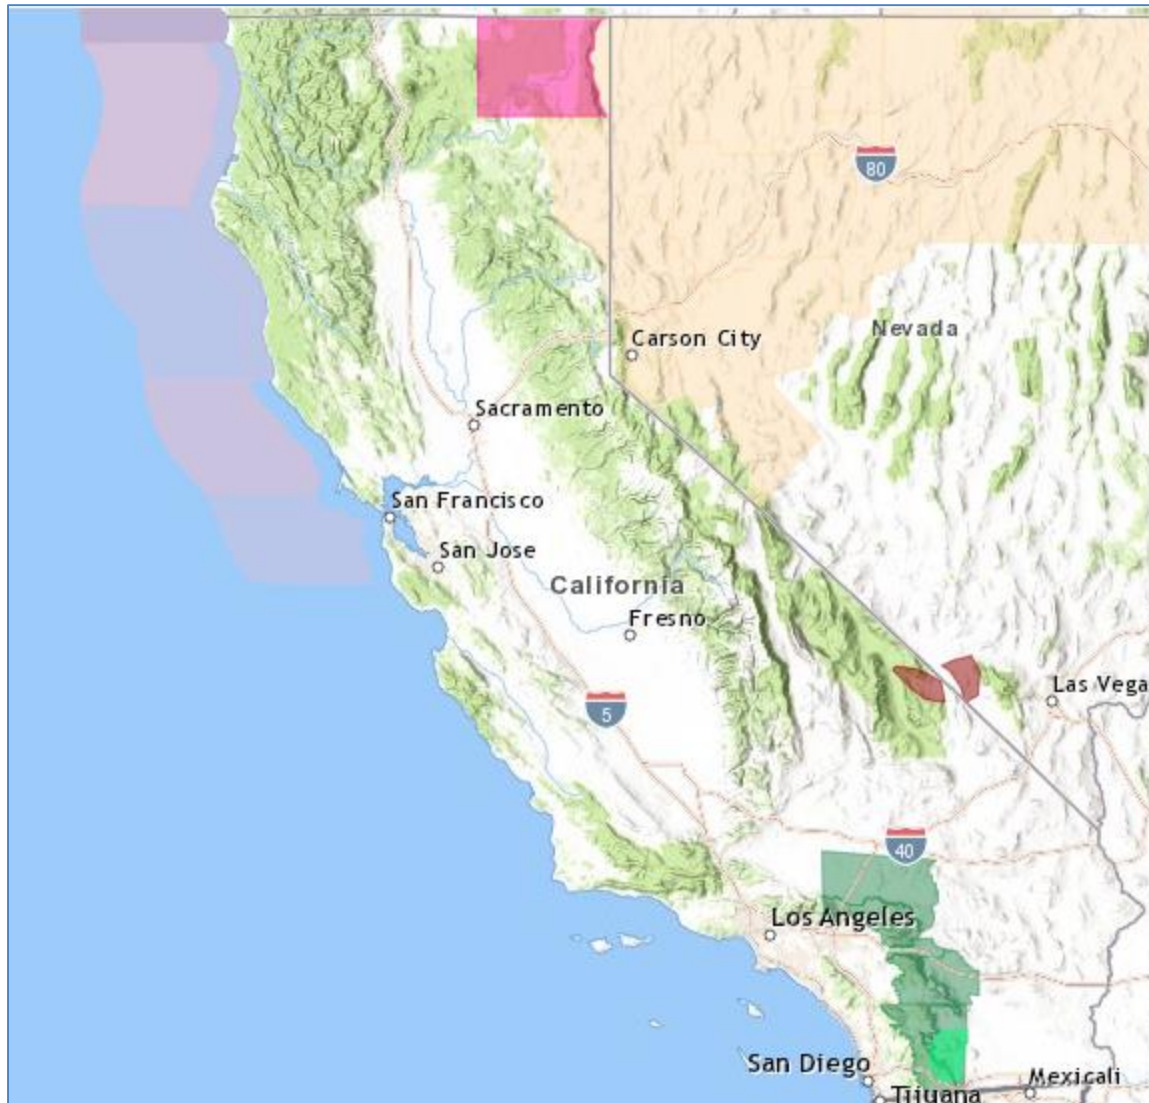 80
Nevada
Carson City
Sacramento
San Francisco
San Jose
California
Fresno
Las Vega
5
40
Los Angeles
San Diego
Mexicali
Tijuana